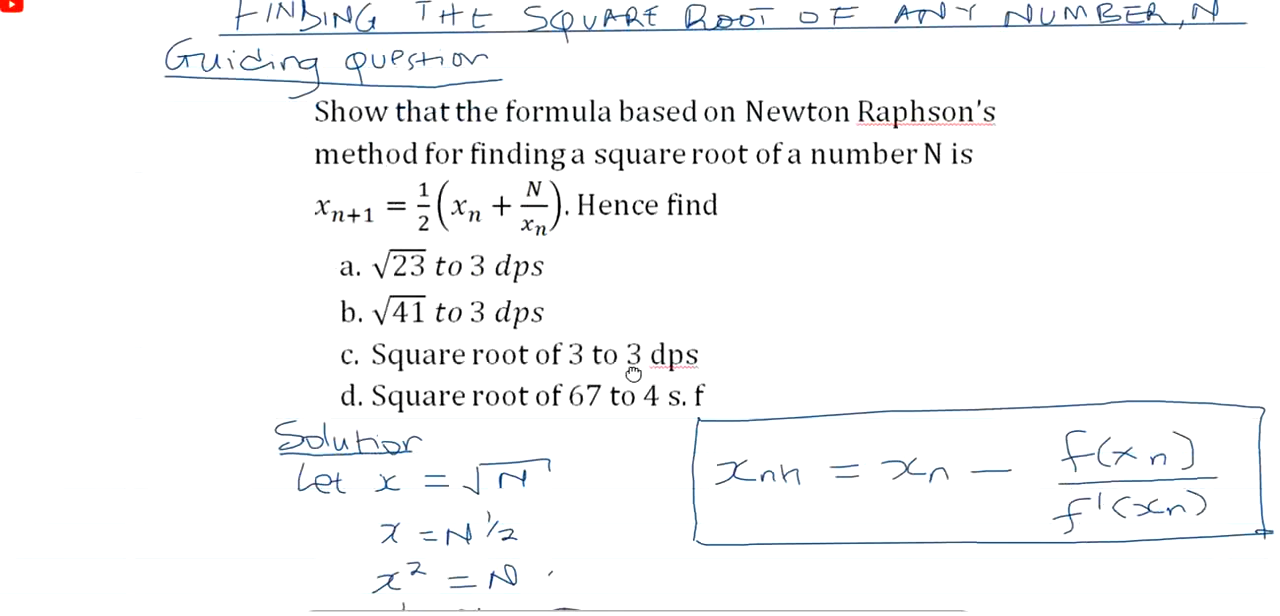 FINDING THE SQUARE ROOT OF ANY NUMBER, N
Guiding question
Show that the formula based on Newton Raphson's
method for finding a square root of a number N is
xₙ₊₁ = 1/2 (xₙ + N/xₙ). Hence find
a. √23 to 3 dps
b. √41 to 3 dps
c. Square root of 3 to 3 dps
d. Square root of 67 to 4 s. f
Solution
Let x = √N
x = N^1/2
x² = N
xₙ₊₁ = xₙ − f(xₙ)/f'(xₙ)